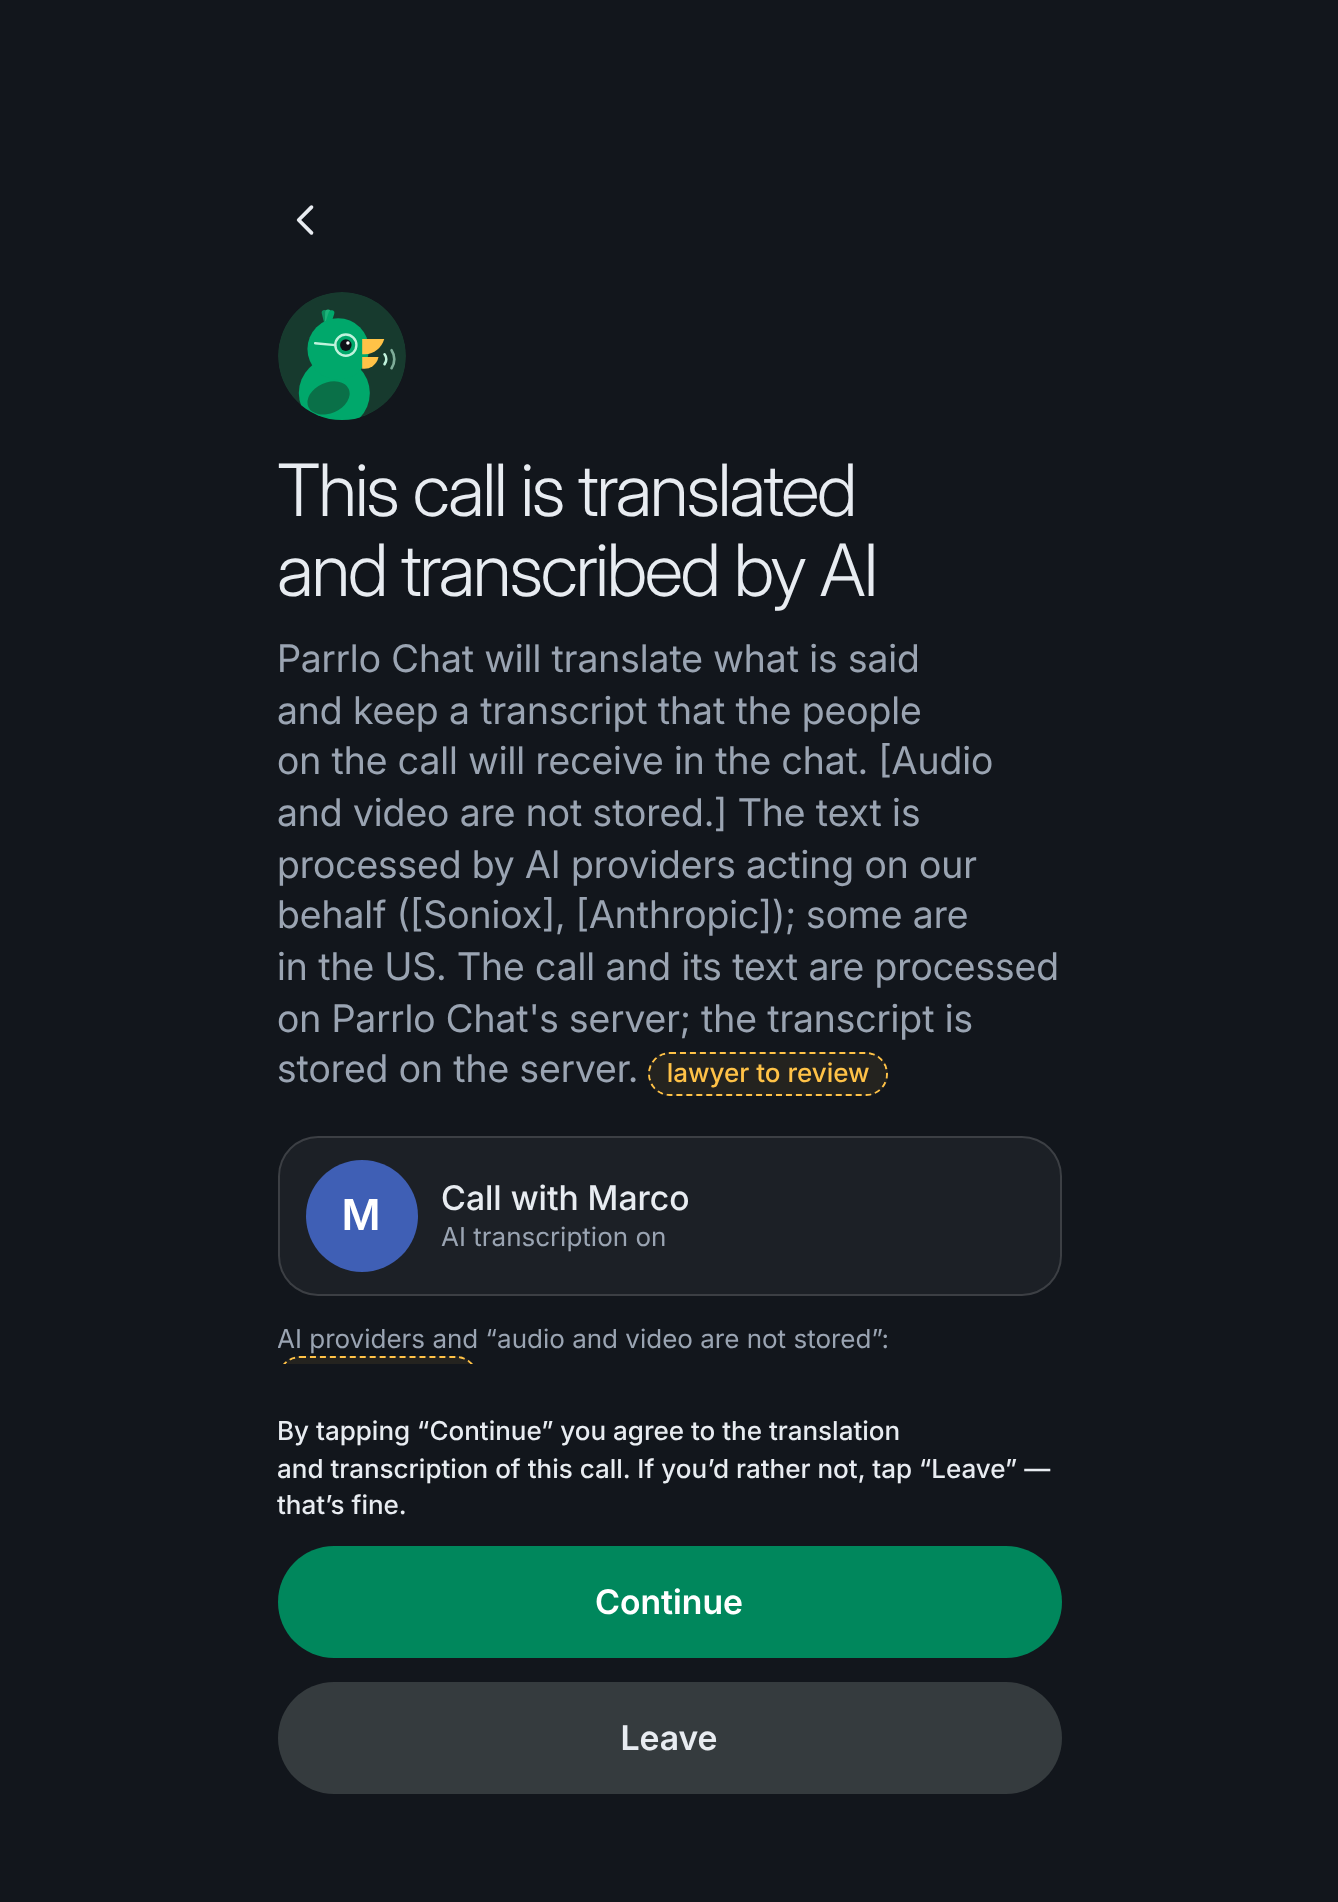 This call is translated
and transcribed by AI
Parrlo Chat will translate what is said
and keep a transcript that the people
on the call will receive in the chat. [Audio
and video are not stored.] The text is
processed by AI providers acting on our
behalf ([Soniox], [Anthropic]); some are
in the US. The call and its text are processed
on Parrlo Chat's server; the transcript is
stored on the server. lawyer to review
M
Call with Marco
AI transcription on
AI providers and “audio and video are not stored”:
By tapping “Continue” you agree to the translation
and transcription of this call. If you’d rather not, tap “Leave” —
that’s fine.
Continue
Leave